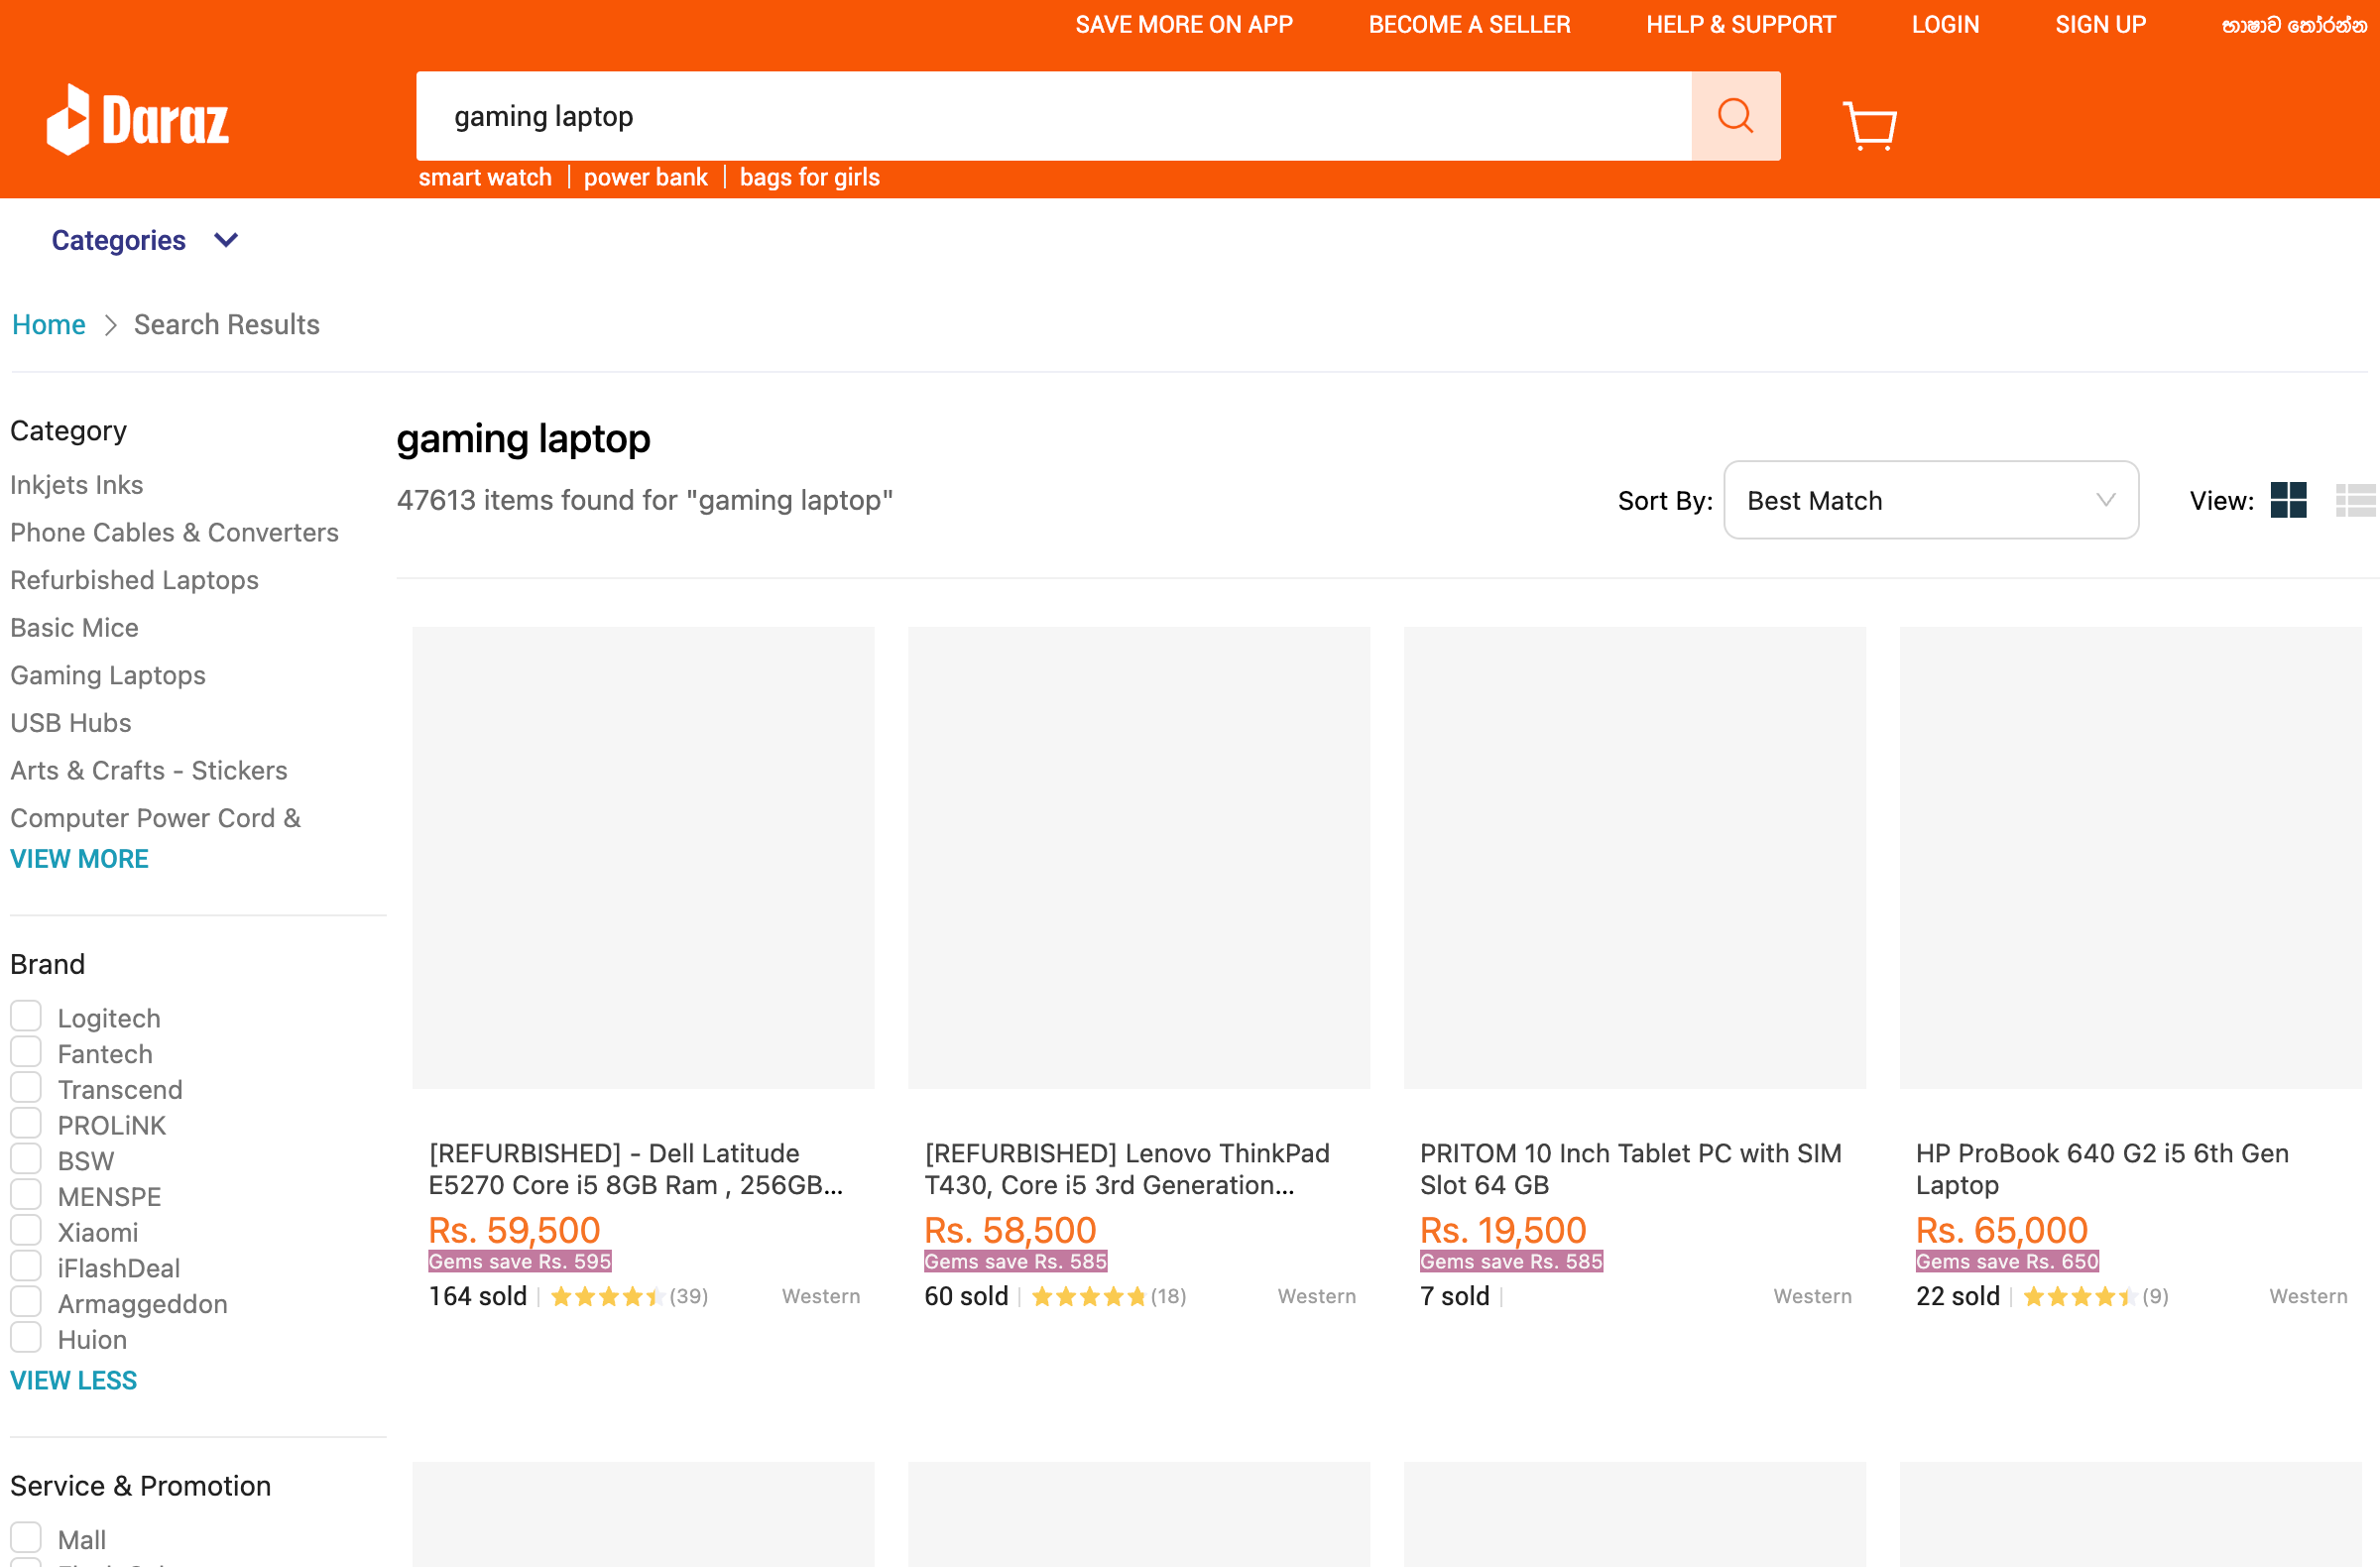 SAVE MORE ON APP
BECOME A SELLER
HELP & SUPPORT
LOGIN
SIGN UP
භාෂාව තෝරන්න
Daraz
gaming laptop
smart watch
power bank
bags for girls
Categories
Home
Search Results
Category
Inkjets Inks
Phone Cables & Converters
Refurbished Laptops
Basic Mice
Gaming Laptops
USB Hubs
Arts & Crafts - Stickers
Computer Power Cord &
VIEW MORE
Brand
Logitech
Fantech
Transcend
PROLiNK
BSW
MENSPE
Xiaomi
iFlashDeal
Armaggeddon
Huion
VIEW LESS
Service & Promotion
Mall
gaming laptop
47613 items found for "gaming laptop"
Sort By:
Best Match
View:
[REFURBISHED] - Dell Latitude
E5270 Core i5 8GB Ram , 256GB...
Rs. 59,500
Gems save Rs. 595
164 sold
(39)
Western
[REFURBISHED] Lenovo ThinkPad
T430, Core i5 3rd Generation...
Rs. 58,500
Gems save Rs. 585
60 sold
(18)
Western
PRITOM 10 Inch Tablet PC with SIM
Slot 64 GB
Rs. 19,500
Gems save Rs. 585
7 sold
Western
HP ProBook 640 G2 i5 6th Gen
Laptop
Rs. 65,000
Gems save Rs. 650
22 sold
(9)
Western